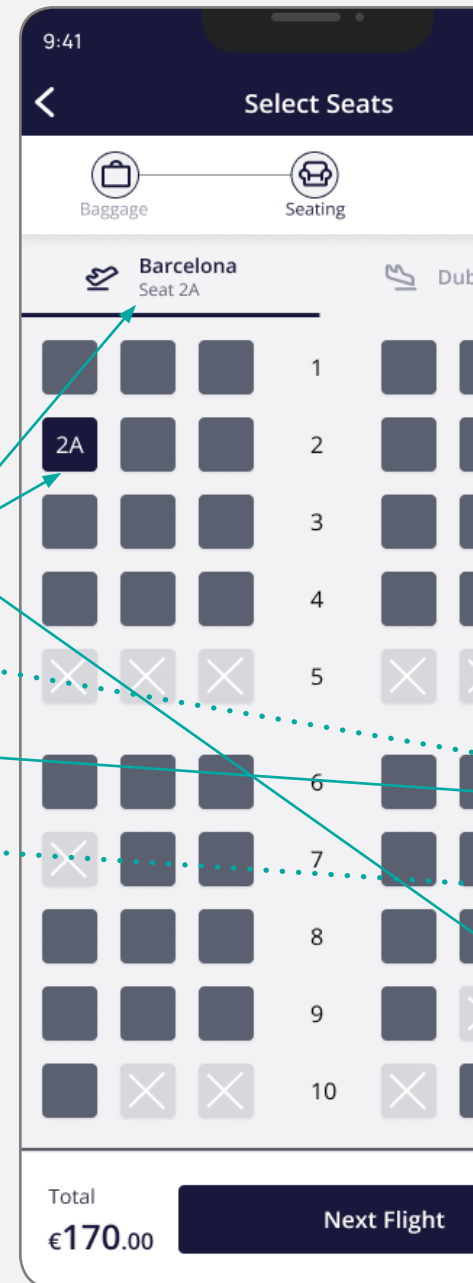 9:41
Select Seats
Baggage
Seating
Barcelona
Seat 2A
Dub
1
2A
2
3
4
5
6
7
8
9
10
Total
€170.00
Next Flight